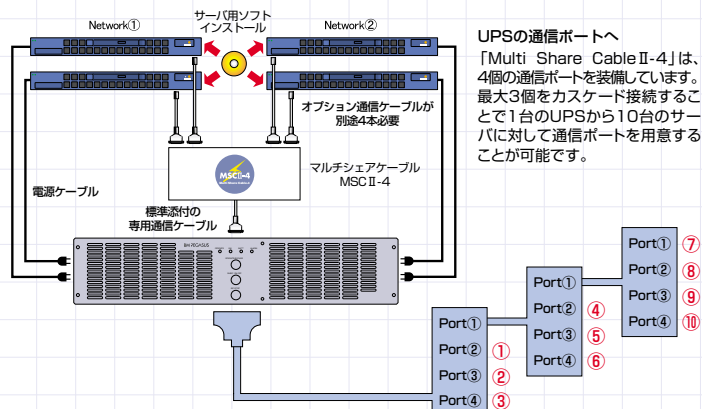 Network①
サーバ用ソフト
インストール
Network②
オプション通信ケーブルが
別途4本必要
MSCⅡ-4
マルチシェアケーブル
MSCⅡ-4
電源ケーブル
標準添付の
専用通信ケーブル
UPSの通信ポートへ
「Multi Share CableⅡ-4」は、
4個の通信ポートを装備しています。
最大3個をカスケード接続するこ
とで1台のUPSから10台のサー
バに対して通信ポートを用意する
ことが可能です。
Port①
Port② ①
Port③ ②
Port④ ③
Port①
Port② ④
Port③ ⑤
Port④ ⑥
Port① ⑦
Port② ⑧
Port③ ⑨
Port④ ⑩